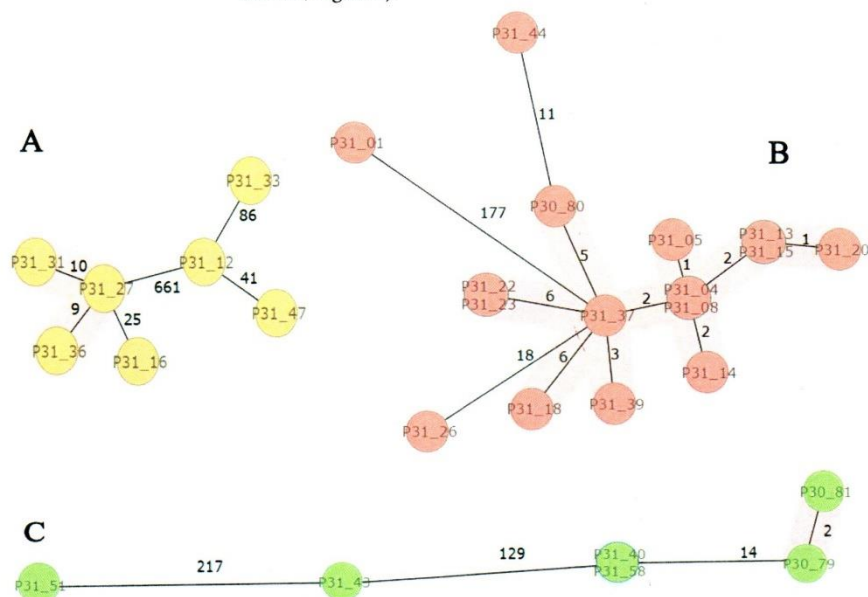 P31_44
11
A
P31_01
B
P31_33
177
P30_80
86
P31_05
P31_13
P31_15
1
P31_20
P31_31
10
P31_12
5
2
P31_27
661
41
P31_22
P31_23
6
1
P31_04
P31_08
P31_47
P31_37
2
9
25
18
6
3
2
P31_36
P31_16
P31_14
P31_18
P31_39
P31_26
P30_81
C
217
129
P31_40
P31_58
14
2
P30_79
P31_51
P31_43